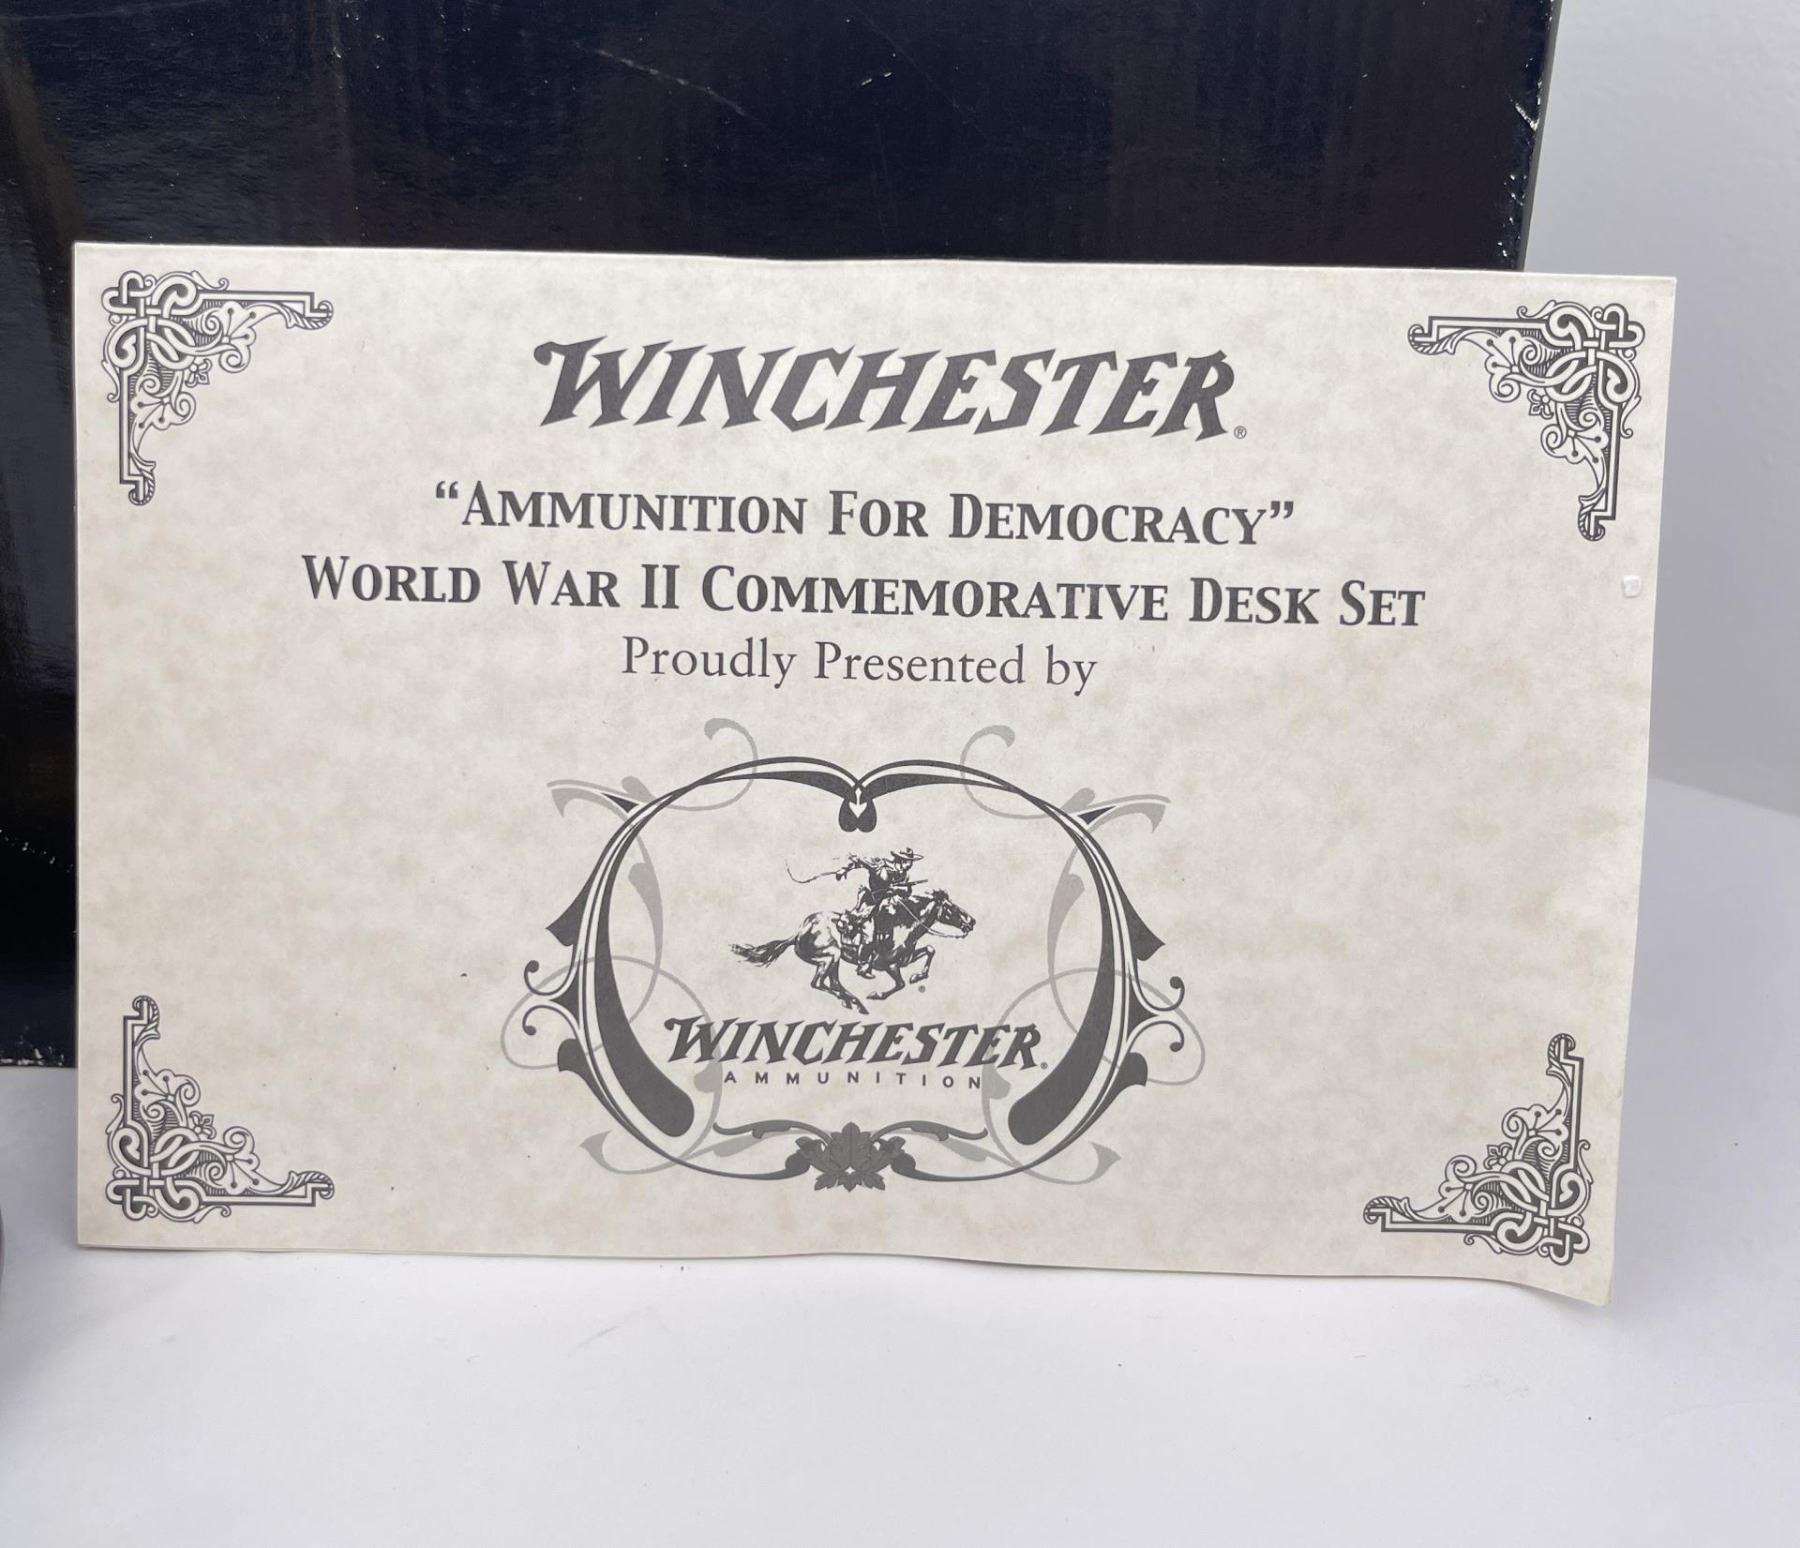 WINCHESTER®
“AMMUNITION FOR DEMOCRACY”
WORLD WAR II COMMEMORATIVE DESK SET
Proudly Presented by
WINCHESTER®
AMMUNITION